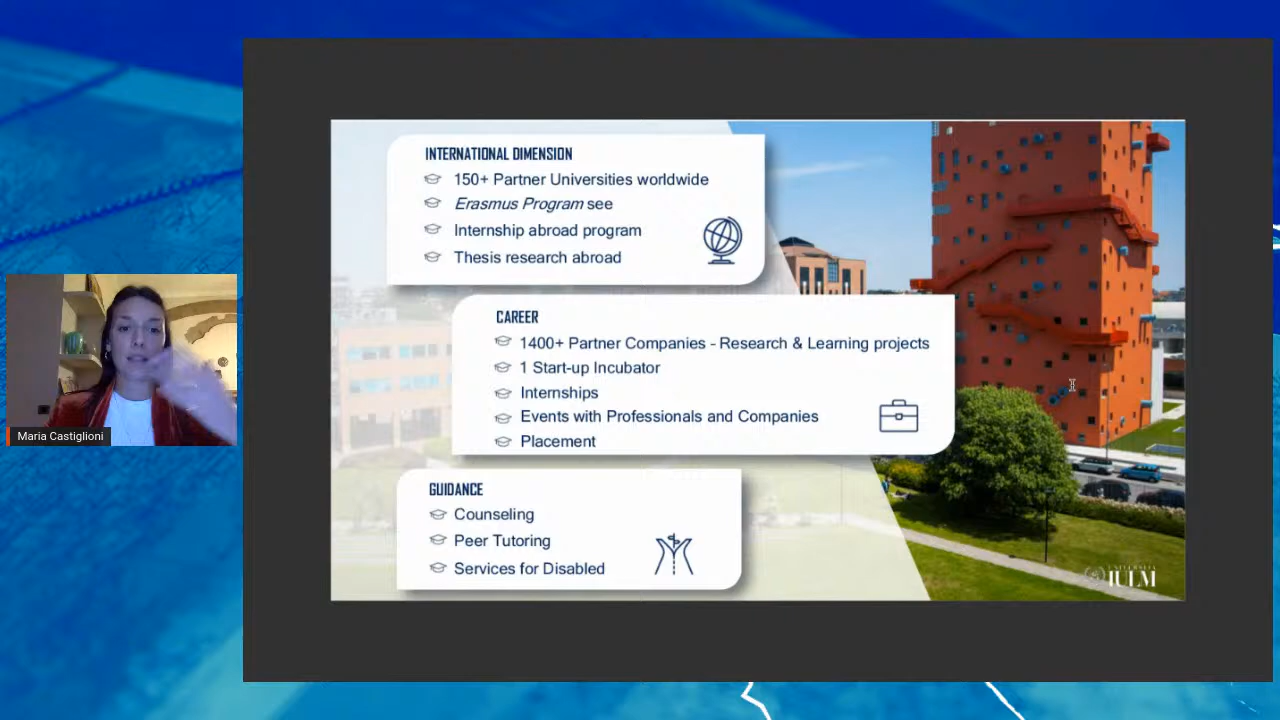 INTERNATIONAL DIMENSION
150+ Partner Universities worldwide
Erasmus Program see
Internship abroad program
Thesis research abroad
CAREER
1400+ Partner Companies - Research & Learning projects
1 Start-up Incubator
Internships
Events with Professionals and Companies
Placement
Maria Castiglioni
GUIDANCE
Counseling
Peer Tutoring
Services for Disabled
UNIVERSITÀ
IULM